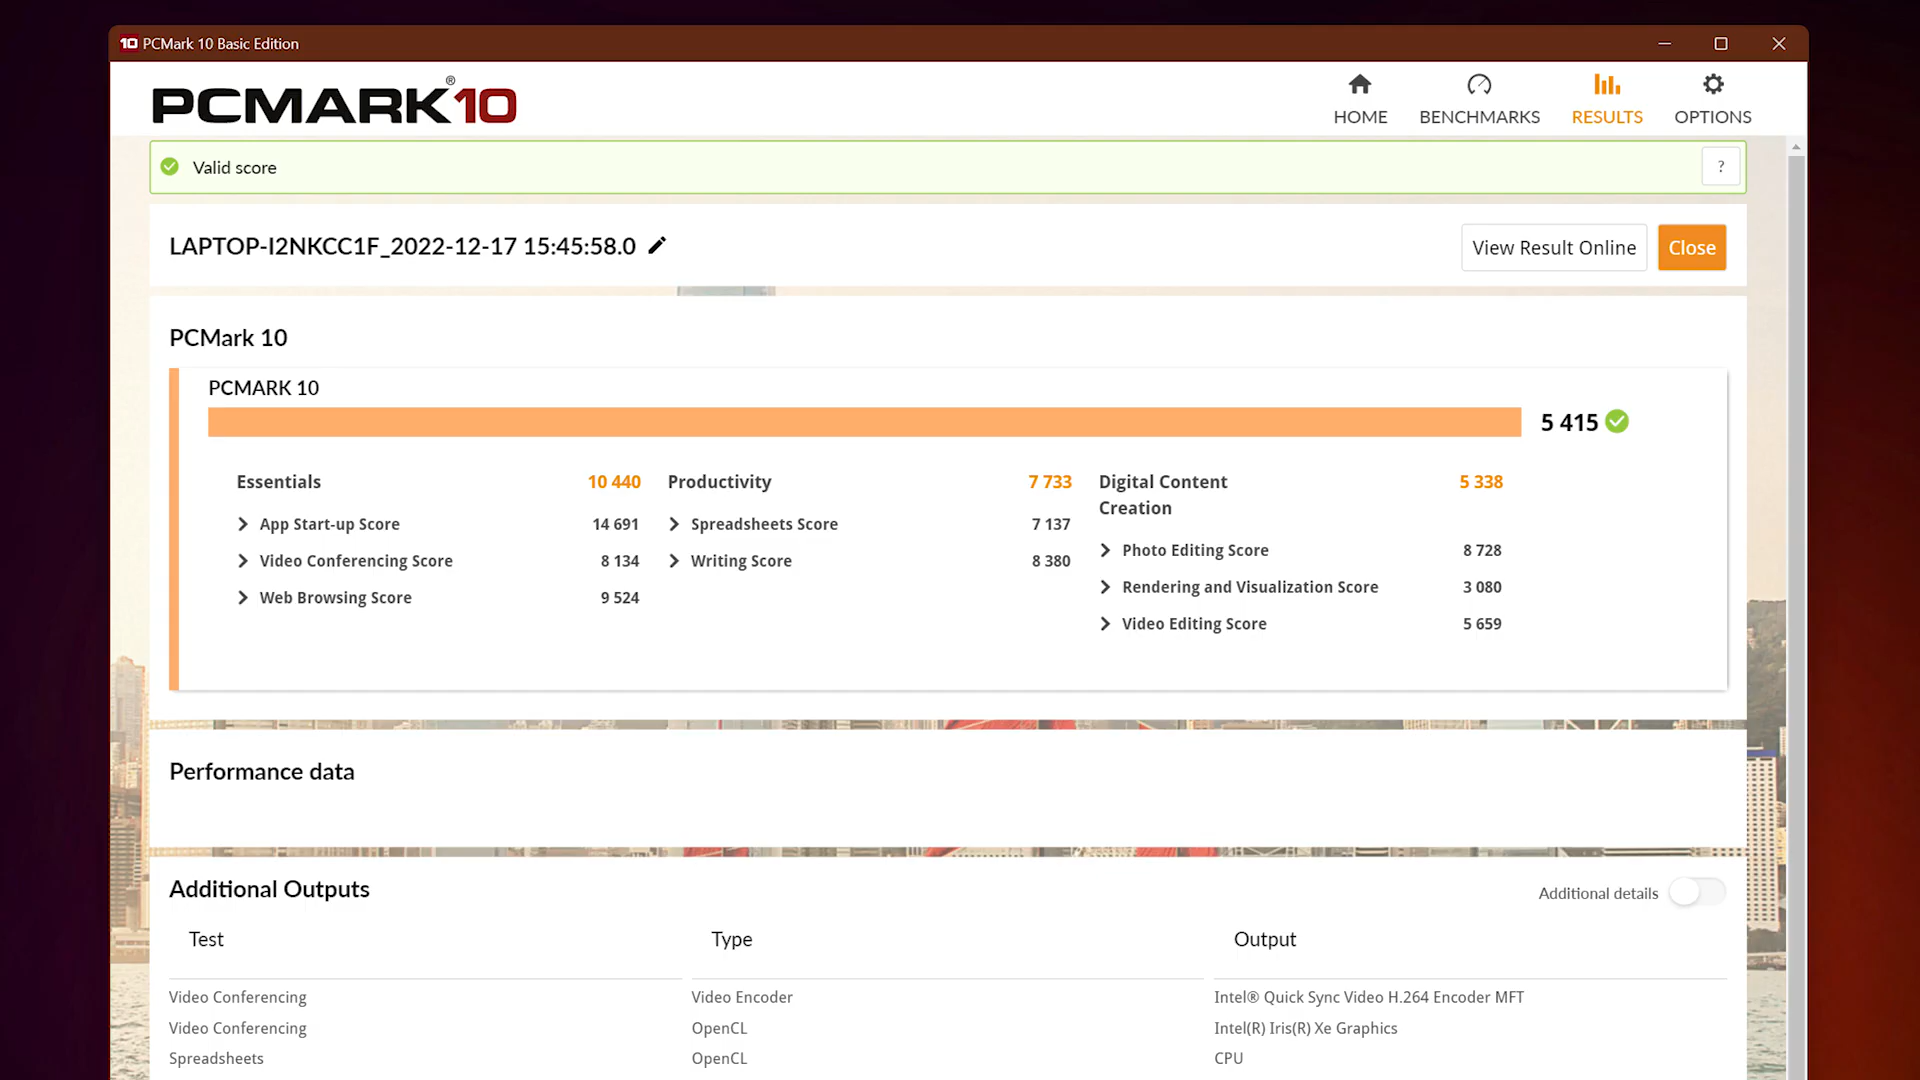 10 PCMark 10 Basic Edition
PCMARK®10
HOME BENCHMARKS RESULTS OPTIONS
Valid score ?
LAPTOP-I2NKCC1F_2022-12-17 15:45:58.0 View Result Online Close
PCMark 10
PCMARK 10
5 415
Essentials 10 440
App Start-up Score 14 691
Video Conferencing Score 8 134
Web Browsing Score 9 524
Productivity 7 733
Spreadsheets Score 7 137
Writing Score 8 380
Digital Content 5 338
Creation
Photo Editing Score 8 728
Rendering and Visualization Score 3 080
Video Editing Score 5 659
Performance data
Additional Outputs Additional details
Test Type Output
Video Conferencing Video Encoder Intel® Quick Sync Video H.264 Encoder MFT
Video Conferencing OpenCL Intel(R) Iris(R) Xe Graphics
Spreadsheets OpenCL CPU